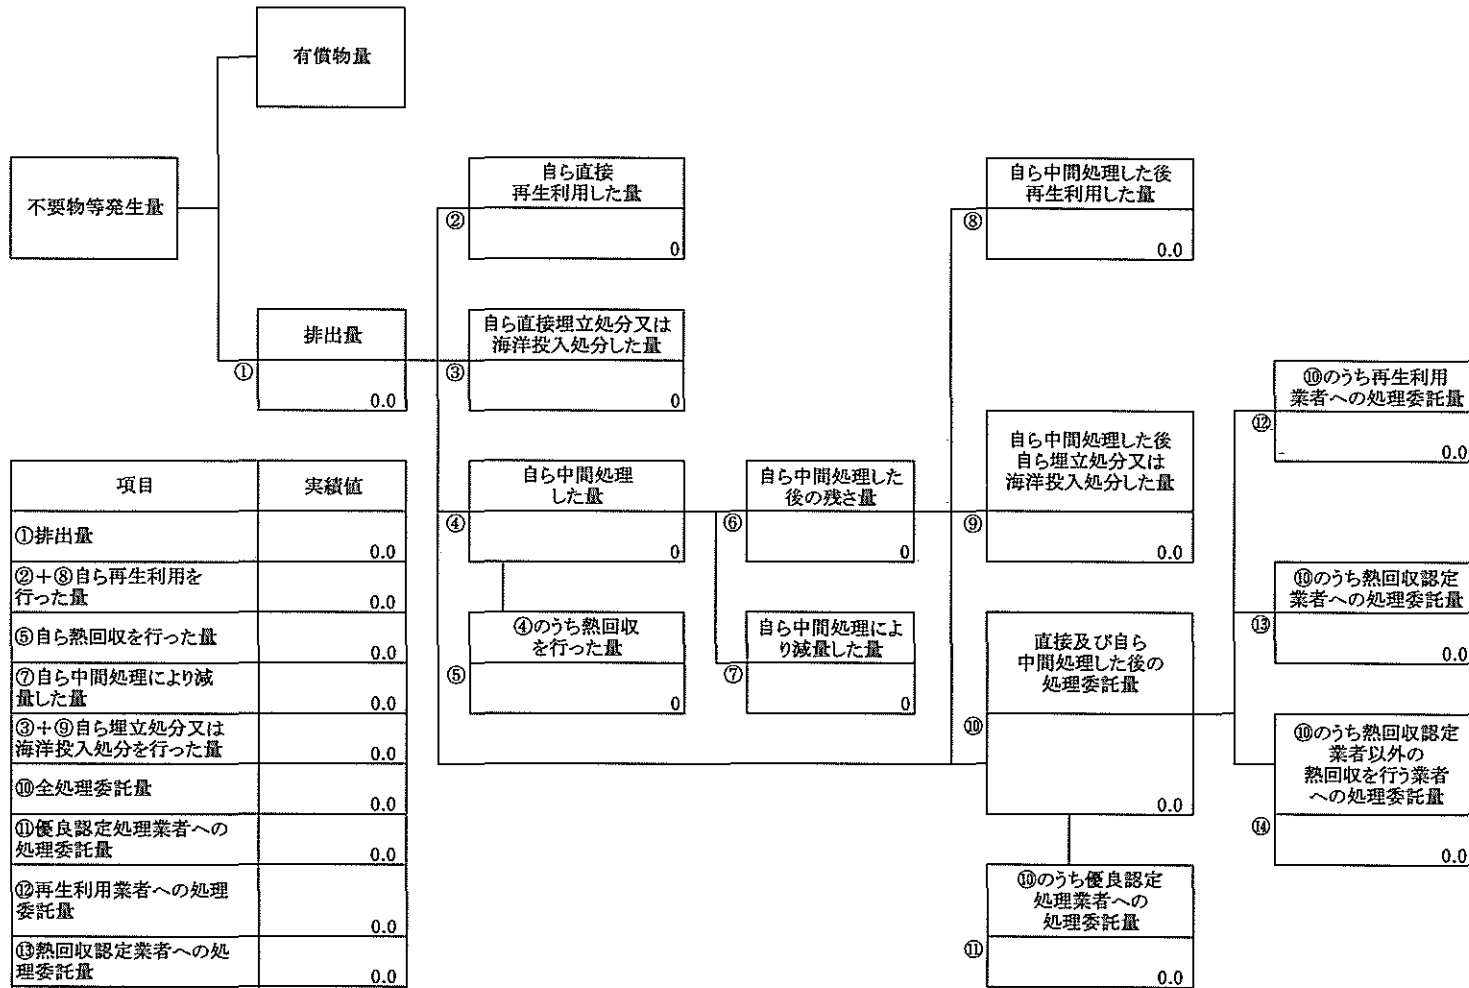 有償物量
不要物等発生量
自ら直接
再生利用した量
②
0
自ら中間処理した後
再生利用した量
⑧
0.0
排出量
①
0.0
自ら直接埋立処分又は
海洋投入処分した量
③
0
⑩のうち再生利用
業者への処理委託量
⑫
0.0
自ら中間処理した後
自ら埋立処分又は
海洋投入処分した量
⑨
0.0
自ら中間処理
した量
④
0
自ら中間処理した
後の残さ量
⑥
0
④のうち熱回収
を行った量
⑤
0
自ら中間処理によ
り減量した量
⑦
0
直接及び自ら
中間処理した後の
処理委託量
⑩
0.0
⑩のうち熱回収認定
業者への処理委託量
⑬
0.0
⑩のうち熱回収認定
業者以外の
熱回収を行う業者
への処理委託量
⑭
0.0
⑩のうち優良認定
処理業者への
処理委託量
⑪
0.0
項目 実績値
①排出量
0.0
②+⑧自ら再生利用を
行った量 0.0
⑤自ら熱回収を行った量
0.0
⑦自ら中間処理により減
量した量 0.0
③+⑨自ら埋立処分又は
海洋投入処分を行った量 0.0
⑩全処理委託量
0.0
⑪優良認定処理業者への
処理委託量 0.0
⑫再生利用業者への処理
委託量 0.0
⑬熱回収認定業者への処
理委託量 0.0